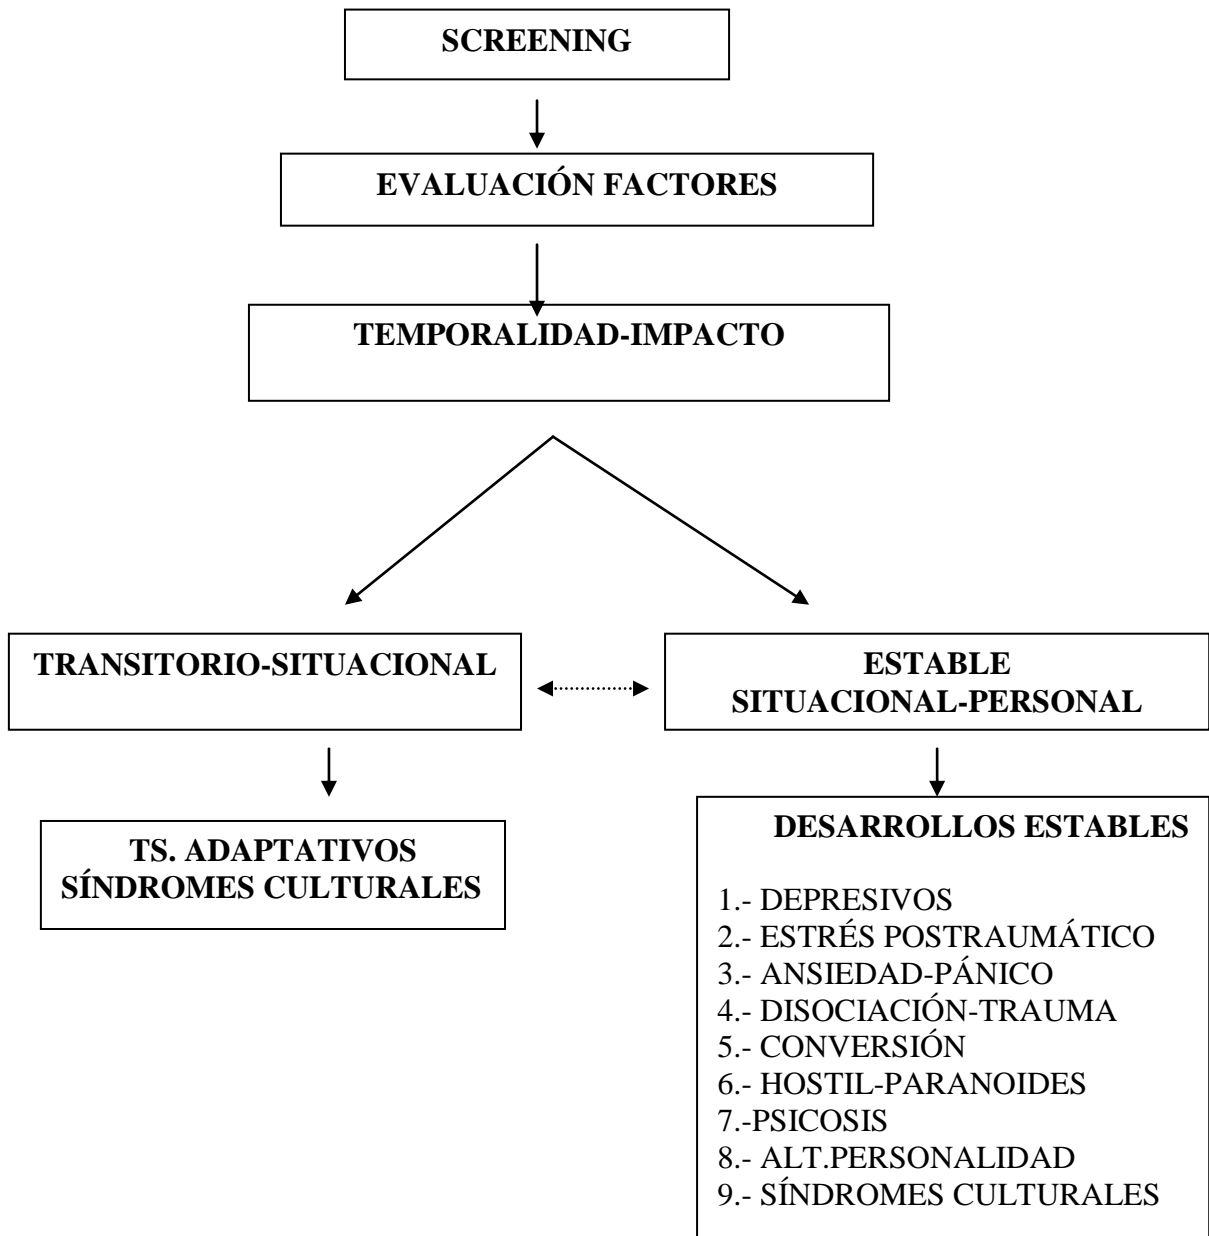 SCREENING
EVALUACIÓN FACTORES
TEMPORALIDAD-IMPACTO
TRANSITORIO-SITUACIONAL
ESTABLE
SITUACIONAL-PERSONAL
TS. ADAPTATIVOS
SÍNDROMES CULTURALES
DESARROLLOS ESTABLES
1.- DEPRESIVOS
2.- ESTRÉS POSTRAUMÁTICO
3.- ANSIEDAD-PÁNICO
4.- DISOCIACIÓN-TRAUMA
5.- CONVERSIÓN
6.- HOSTIL-PARANOIDES
7.-PSICOSIS
8.- ALT.PERSONALIDAD
9.- SÍNDROMES CULTURALES